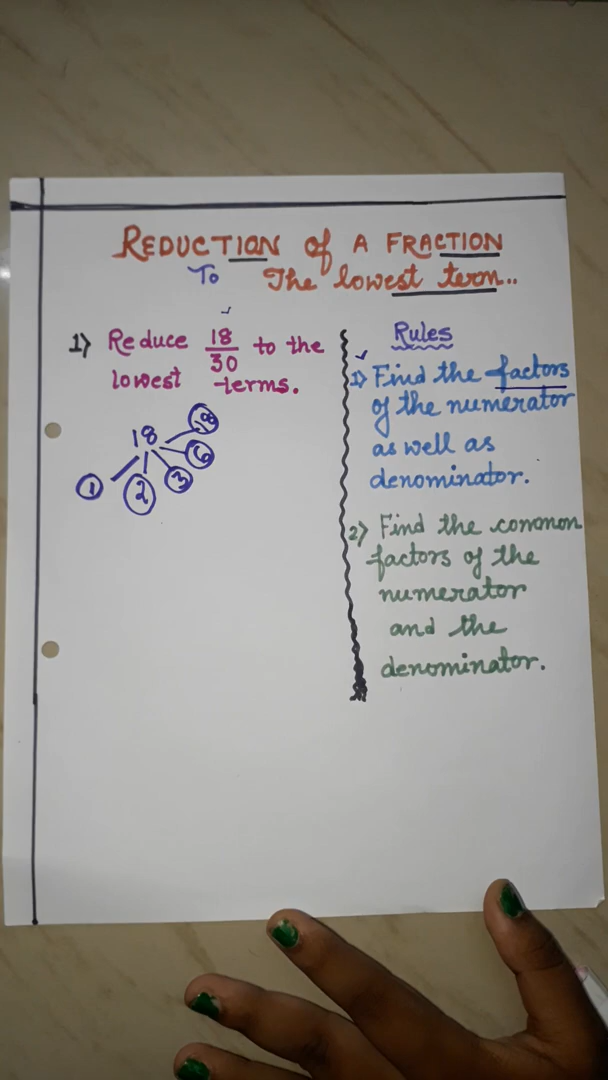 REDUCTION of A FRACTION
To The lowest term..
1) Reduce 18/30 to the
lowest terms.
18
18
6
3
2
1
Rules
1) Find the factors
of the numerator
as well as
denominator.
2) Find the common
factors of the
numerator
and the
denominator.